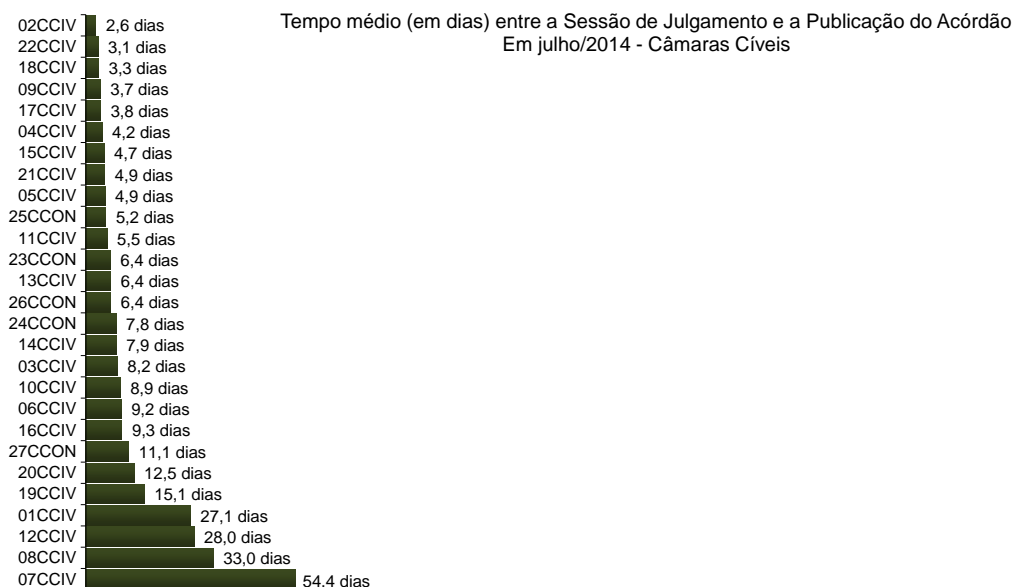 Tempo médio (em dias) entre a Sessão de Julgamento e a Publicação do Acórdão
Em julho/2014 - Câmaras Cíveis
02CCIV 2,6 dias
22CCIV 3,1 dias
18CCIV 3,3 dias
09CCIV 3,7 dias
17CCIV 3,8 dias
04CCIV 4,2 dias
15CCIV 4,7 dias
21CCIV 4,9 dias
05CCIV 4,9 dias
25CCON 5,2 dias
11CCIV 5,5 dias
23CCON 6,4 dias
13CCIV 6,4 dias
26CCON 6,4 dias
24CCON 7,8 dias
14CCIV 7,9 dias
03CCIV 8,2 dias
10CCIV 8,9 dias
06CCIV 9,2 dias
16CCIV 9,3 dias
27CCON 11,1 dias
20CCIV 12,5 dias
19CCIV 15,1 dias
01CCIV 27,1 dias
12CCIV 28,0 dias
08CCIV 33,0 dias
07CCIV 54,4 dias